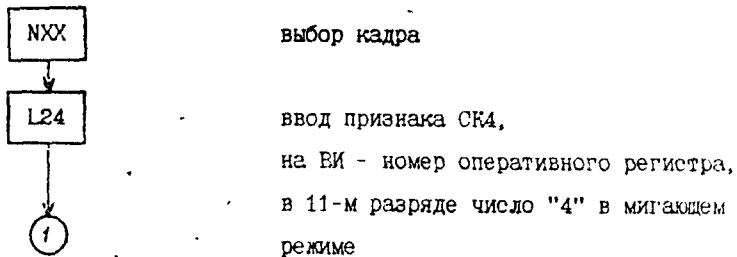 NXX
выбор кадра
L24
ввод признака СК4,
на ВИ - номер оперативного регистра,
в 11-м разряде число "4" в мигающем
режиме
1